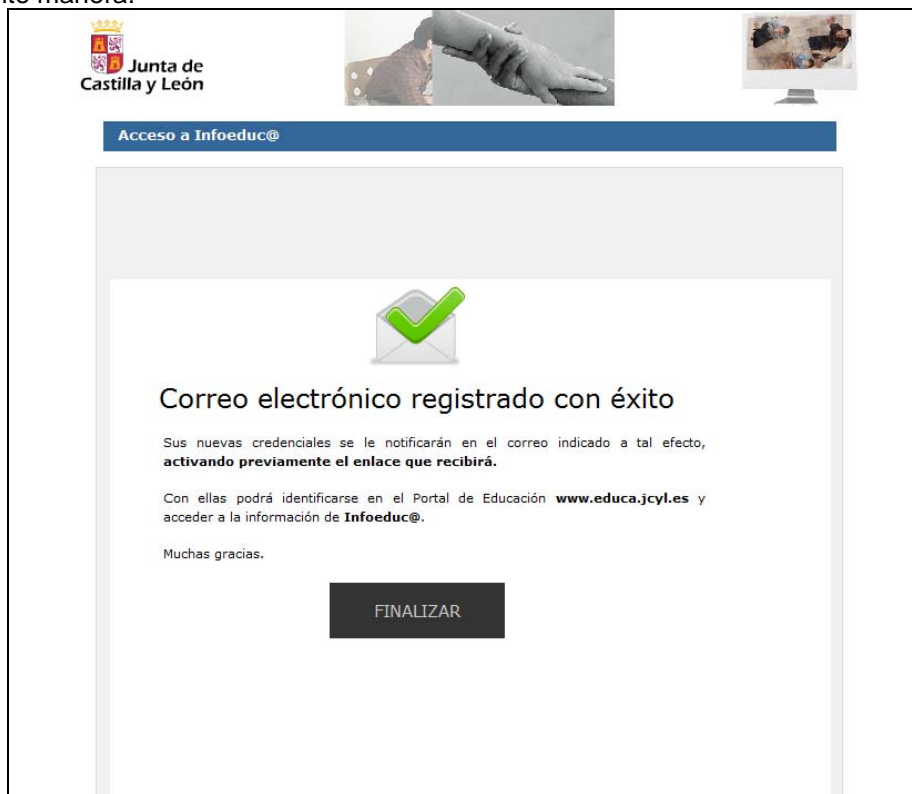 manera.
Junta de
Castilla y León
Acceso a Infoeduc@
Correo electrónico registrado con éxito
Sus nuevas credenciales se le notificarán en el correo indicado a tal efecto,
activando previamente el enlace que recibirá.
Con ellas podrá identificarse en el Portal de Educación www.educa.jcyl.es y
acceder a la información de Infoeduc@.
Muchas gracias.
FINALIZAR